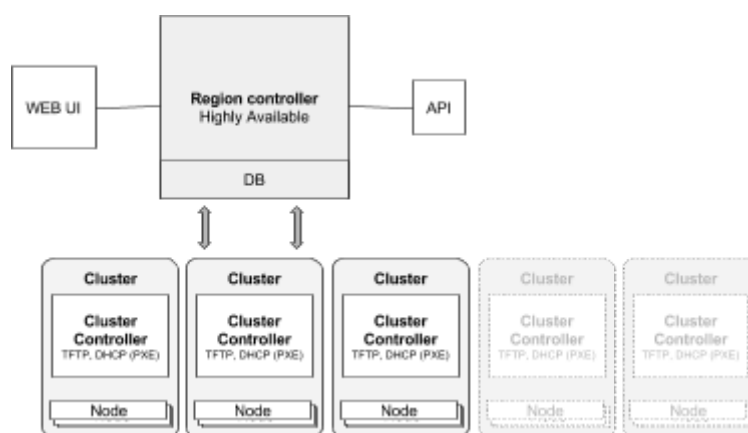 WEB UI
Region controller
Highly Available
API
DB
Cluster
Cluster
Controller
TFTP, DHCP (PXE)
Node
Cluster
Cluster
Controller
TFTP, DHCP (PXE)
Node
Cluster
Cluster
Controller
TFTP, DHCP (PXE)
Node
Cluster
Cluster
Controller
TFTP, DHCP (PXE)
Node
Cluster
Cluster
Controller
TFTP, DHCP (PXE)
Node